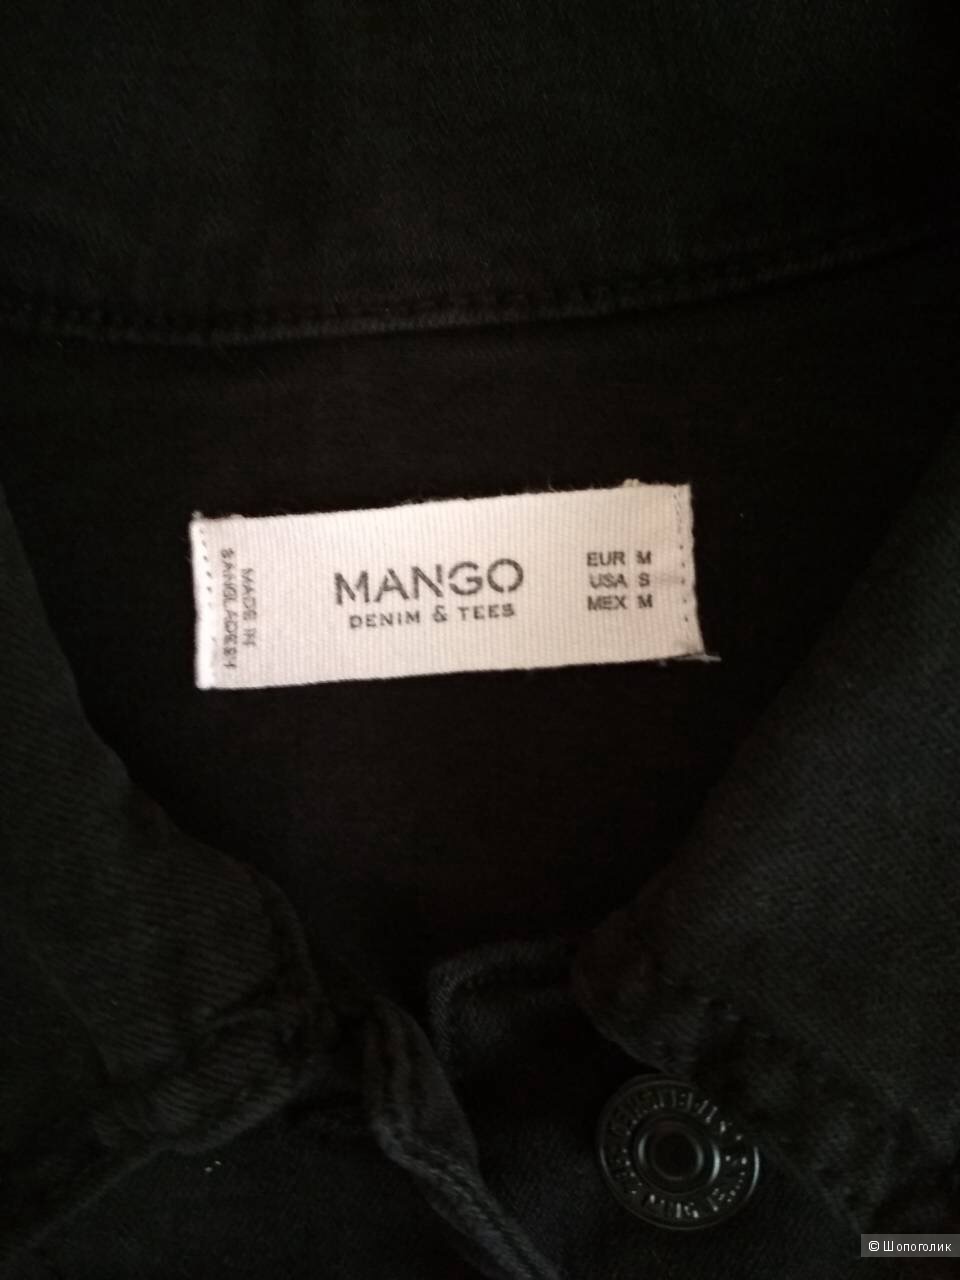 MADE IN
BANGLADESH
MANGO
DENIM & TEES
EUR M
USA S
MEX M
© Шопоголик